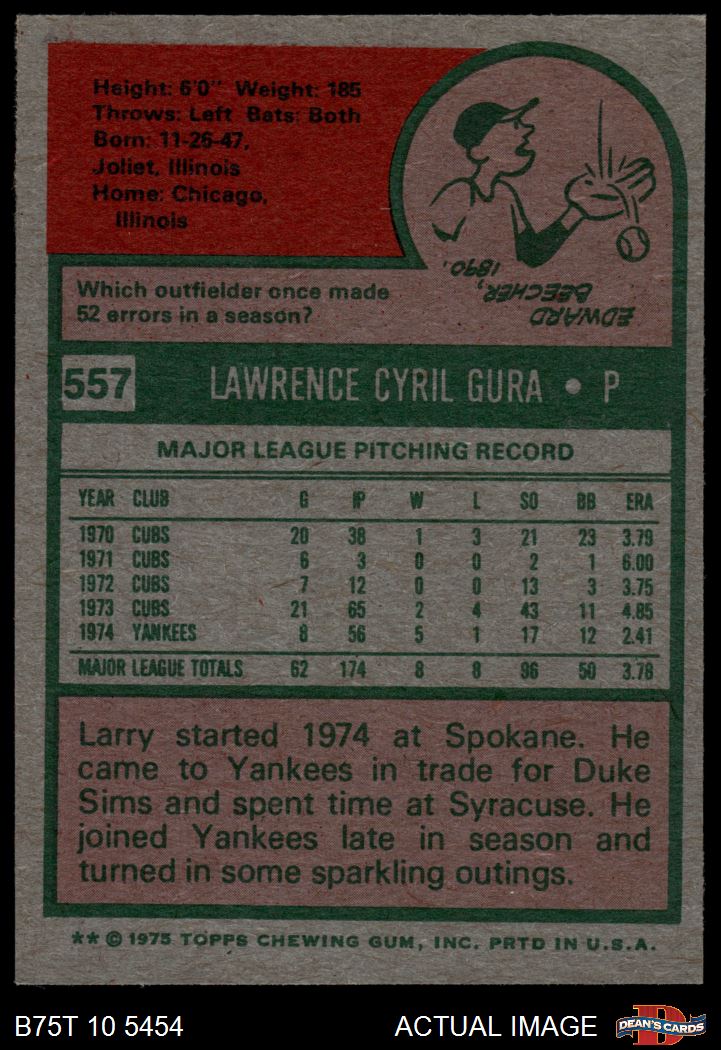 Height: 6'0" Weight: 185
Throws: Left Bats: Both
Born: 11-26-47,
Joliet, Illinois
Home: Chicago,
Illinois
Which outfielder once made
52 errors in a season?
EDWARD
BEECHER,
1890.
557 LAWRENCE CYRIL GURA • P
MAJOR LEAGUE PITCHING RECORD
YEAR CLUB G IP W L SO BB ERA
1970 CUBS 20 38 1 3 21 23 3.79
1971 CUBS 6 3 0 0 2 1 6.00
1972 CUBS 7 12 0 0 13 3 3.75
1973 CUBS 21 65 2 4 43 11 4.85
1974 YANKEES 8 56 5 1 17 12 2.41
MAJOR LEAGUE TOTALS 62 174 8 8 96 50 3.78
Larry started 1974 at Spokane. He
came to Yankees in trade for Duke
Sims and spent time at Syracuse. He
joined Yankees late in season and
turned in some sparkling outings.
** © 1975 TOPPS CHEWING GUM, INC. PRTD IN U.S.A.
B75T 10 5454 ACTUAL IMAGE
D
DEAN'S CARDS